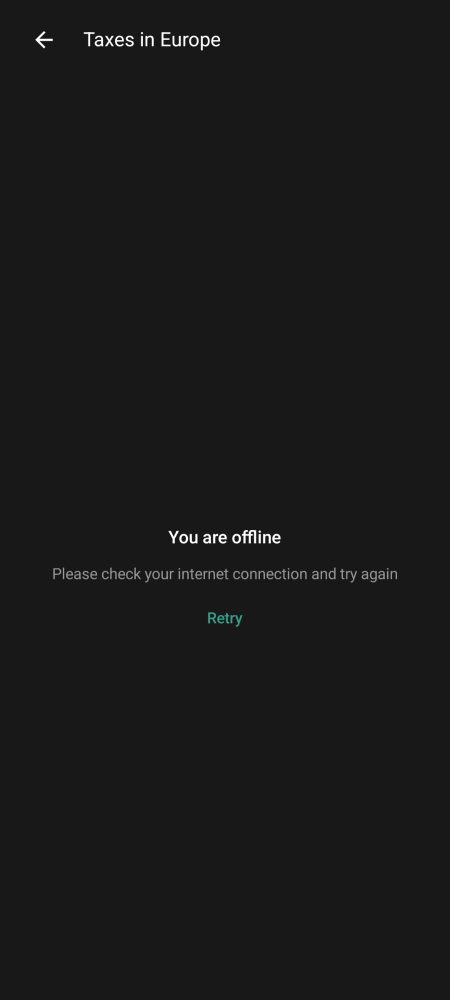 Taxes in Europe
You are offline
Please check your internet connection and try again
Retry